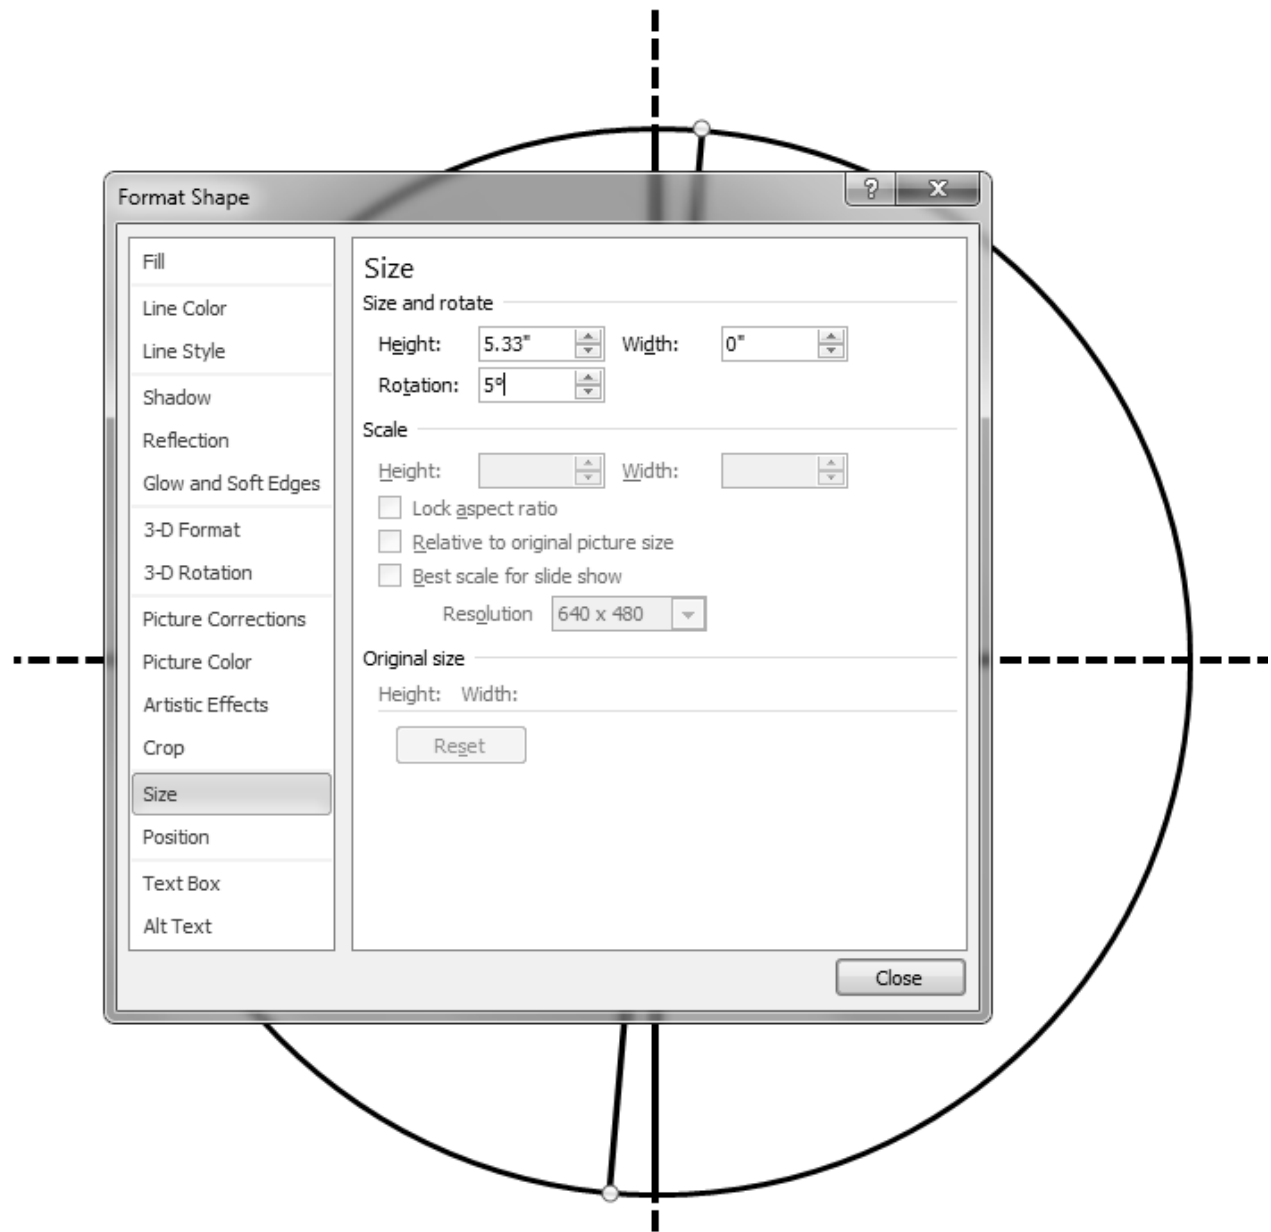 Format Shape
?
X
Fill
Line Color
Line Style
Shadow
Reflection
Glow and Soft Edges
3-D Format
3-D Rotation
Picture Corrections
Picture Color
Artistic Effects
Crop
Size
Position
Text Box
Alt Text
Size
Size and rotate
Height: 5.33" Width: 0"
Rotation: 5°
Scale
Height: Width:
Lock aspect ratio
Relative to original picture size
Best scale for slide show
Resolution 640 x 480
Original size
Height: Width:
Reset
Close